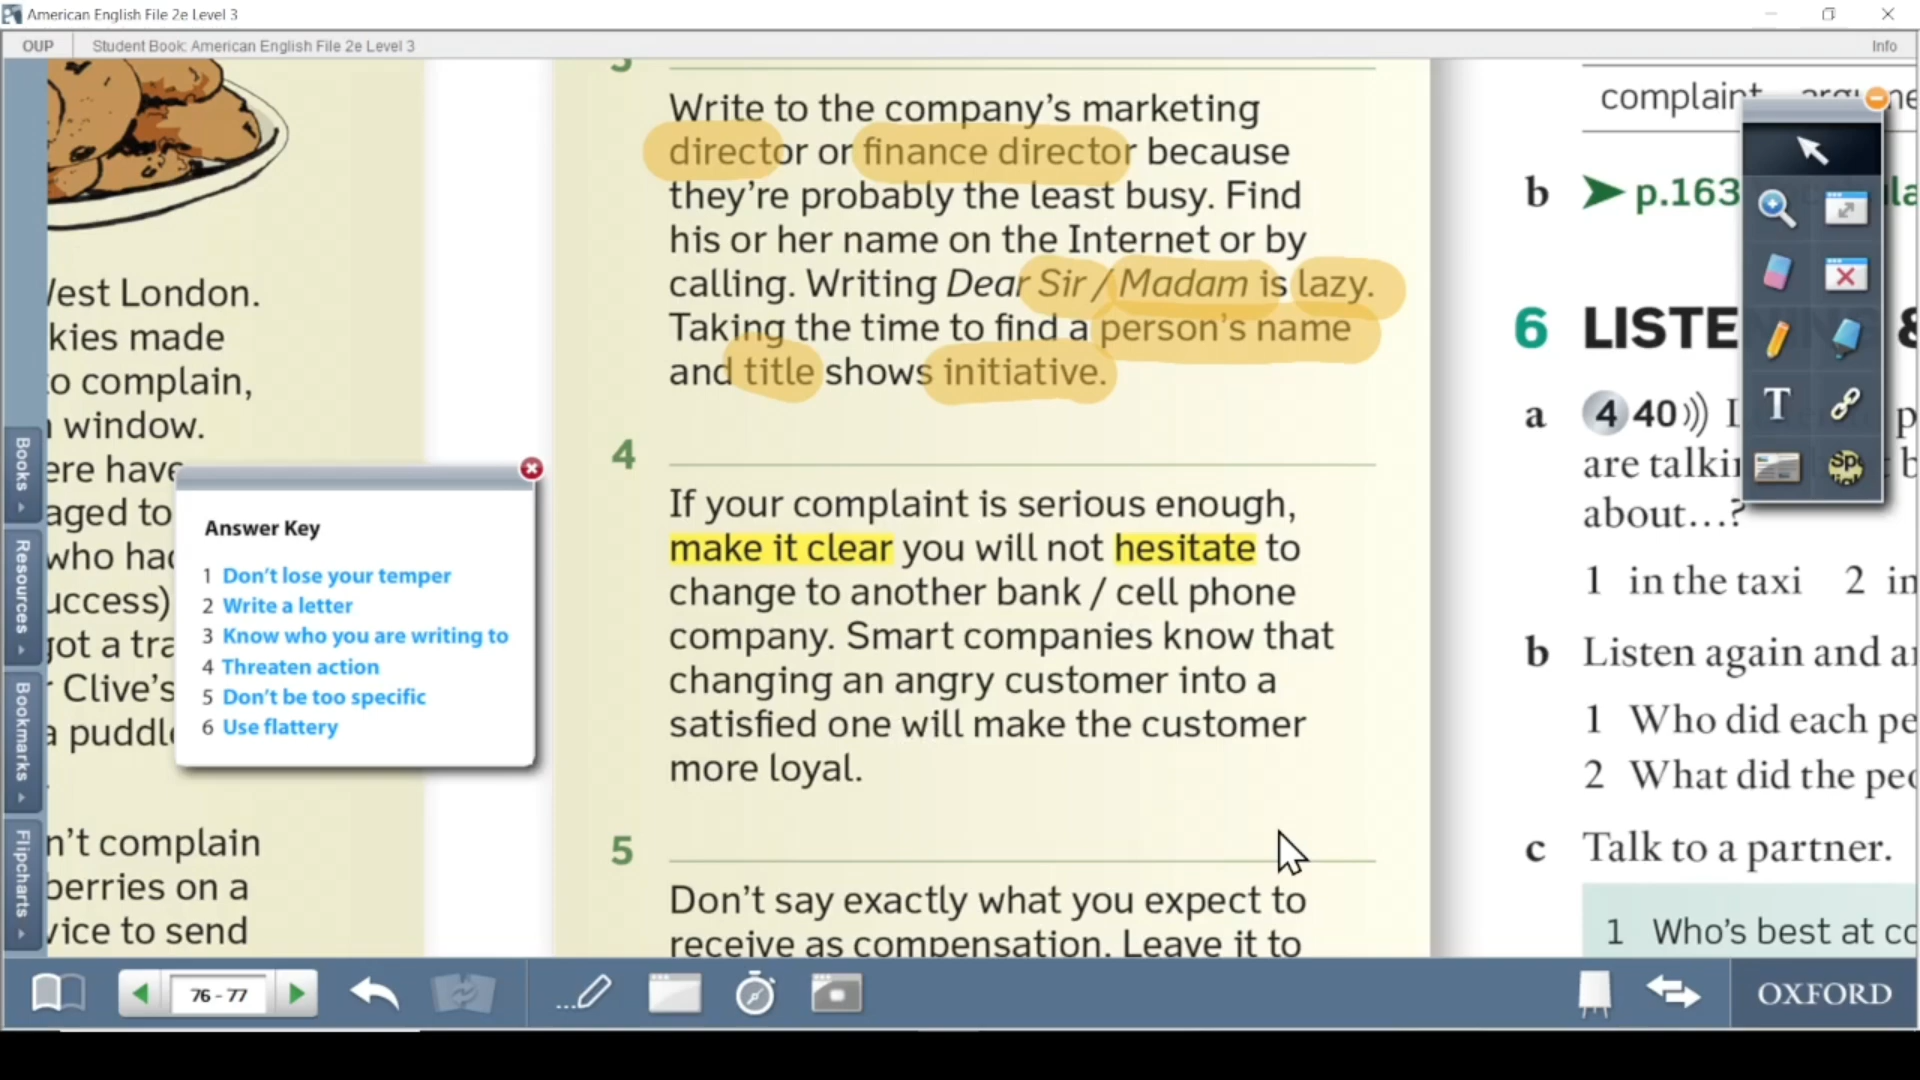 American English File 2e Level 3
OUP
Student Book: American English File 2e Level 3
Info
West London.
kies made
to complain,
window.
ere have
aged to
who had
uccess)
got a tra
Clive's
a puddle
n't complain
berries on a
vice to send
Answer Key
1 Don't lose your temper
2 Write a letter
3 Know who you are writing to
4 Threaten action
5 Don't be too specific
6 Use flattery
3
Write to the company's marketing
director or finance director because
they're probably the least busy. Find
his or her name on the Internet or by
calling. Writing Dear Sir / Madam is lazy.
Taking the time to find a person's name
and title shows initiative.
4
If your complaint is serious enough,
make it clear you will not hesitate to
change to another bank / cell phone
company. Smart companies know that
changing an angry customer into a
satisfied one will make the customer
more loyal.
5
Don't say exactly what you expect to
receive as compensation. Leave it to
complaint
b p.163
6 LISTENING &
a 4 40
are talki
about...?
1 in the taxi 2 in
b Listen again and a
1 Who did each pe
2 What did the peo
c Talk to a partner.
1 Who's best at co
T
Books
Resources
Bookmarks
Flipcharts
76 - 77
OXFORD